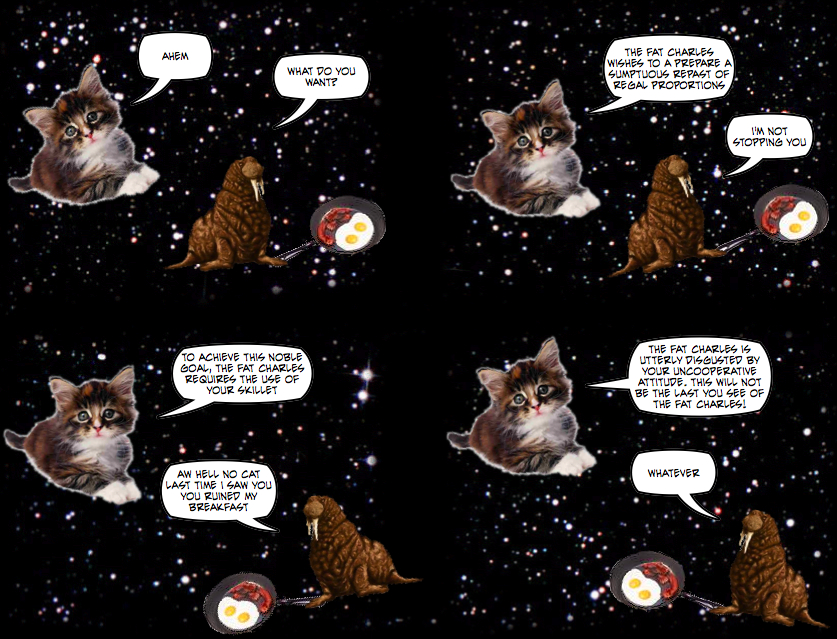 AHEM
WHAT DO YOU
WANT?
THE FAT CHARLES
WISHES TO A PREPARE A
SUMPTUOUS REPAST OF
REGAL PROPORTIONS
I'M NOT
STOPPING YOU
TO ACHIEVE THIS NOBLE
GOAL, THE FAT CHARLES
REQUIRES THE USE OF
YOUR SKILLET
AW HELL NO CAT
LAST TIME I SAW YOU
YOU RUINED MY
BREAKFAST
THE FAT CHARLES IS
UTTERLY DISGUSTED BY
YOUR UNCOOPERATIVE
ATTITUDE. THIS WILL NOT
BE THE LAST YOU SEE OF
THE FAT CHARLES!
WHATEVER